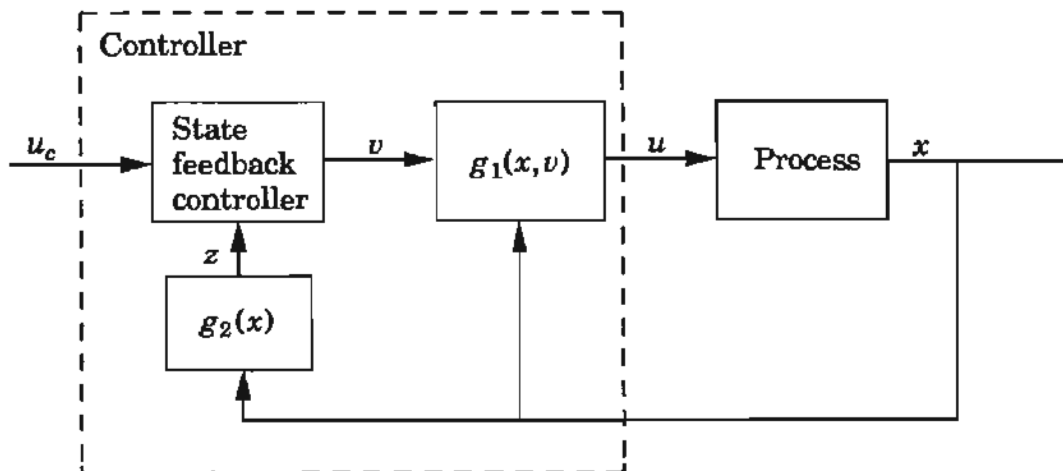 Controller
u_c
State
feedback
controller
v
g_1(x, v)
u
Process
x
z
g_2(x)